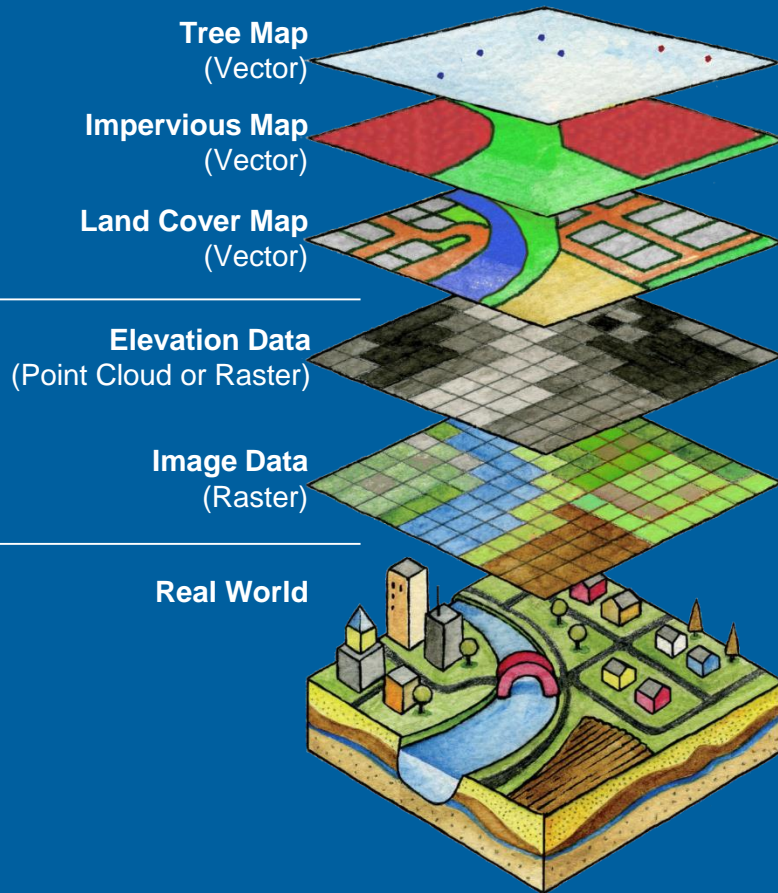 Tree Map
(Vector)
Impervious Map
(Vector)
Land Cover Map
(Vector)
Elevation Data
(Point Cloud or Raster)
Image Data
(Raster)
Real World